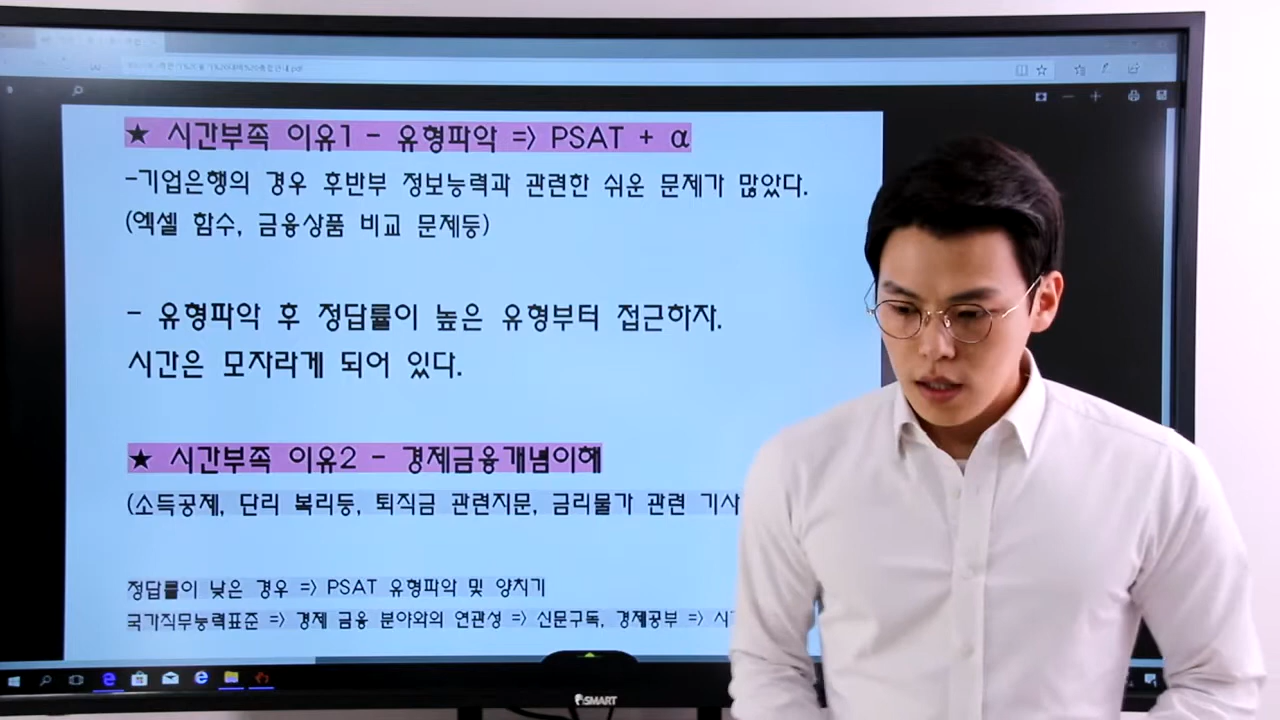 ★ 시간부족 이유1 - 유형파악 => PSAT + α
-기업은행의 경우 후반부 정보능력과 관련한 쉬운 문제가 많았다.
(엑셀 함수, 금융상품 비교 문제등)
- 유형파악 후 정답률이 높은 유형부터 접근하자.
시간은 모자라게 되어 있다.
★ 시간부족 이유2 - 경제금융개념이해
(소득공제, 단리 복리등, 퇴직금 관련지문, 금리물가 관련 기사
정답률이 낮은 경우 => PSAT 유형파악 및 양치기
국가직무능력표준 => 경제 금융 분야와의 연관성 => 신문구독, 경제공부 =>
SMART